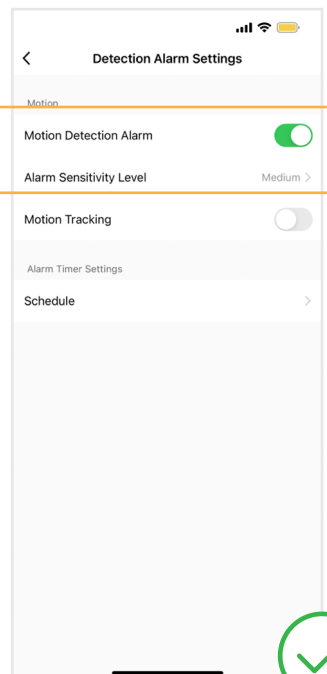 Detection Alarm Settings
Motion
Motion Detection Alarm
Alarm Sensitivity Level Medium >
Motion Tracking
Alarm Timer Settings
Schedule >